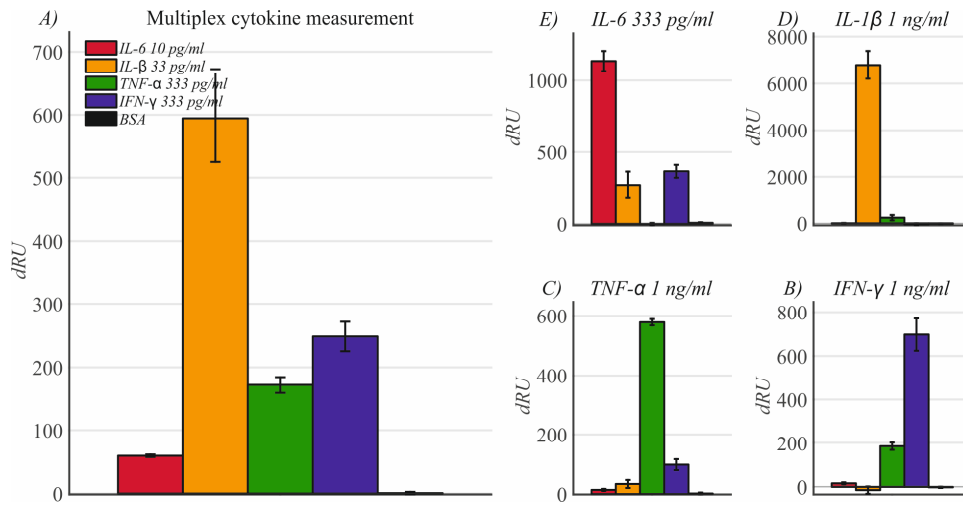 A) Multiplex cytokine measurement
700
600
500
400
300
200
100
0
dRU
IL-6 10 pg/ml
IL-β 33 pg/ml
TNF-α 333 pg/ml
IFN-γ 333 pg/ml
BSA
E) IL-6 333 pg/ml
1000
500
0
dRU
D) IL-1β 1 ng/ml
8000
6000
4000
2000
0
dRU
C) TNF-α 1 ng/ml
600
400
200
0
dRU
B) IFN-γ 1 ng/ml
800
600
400
200
0
dRU